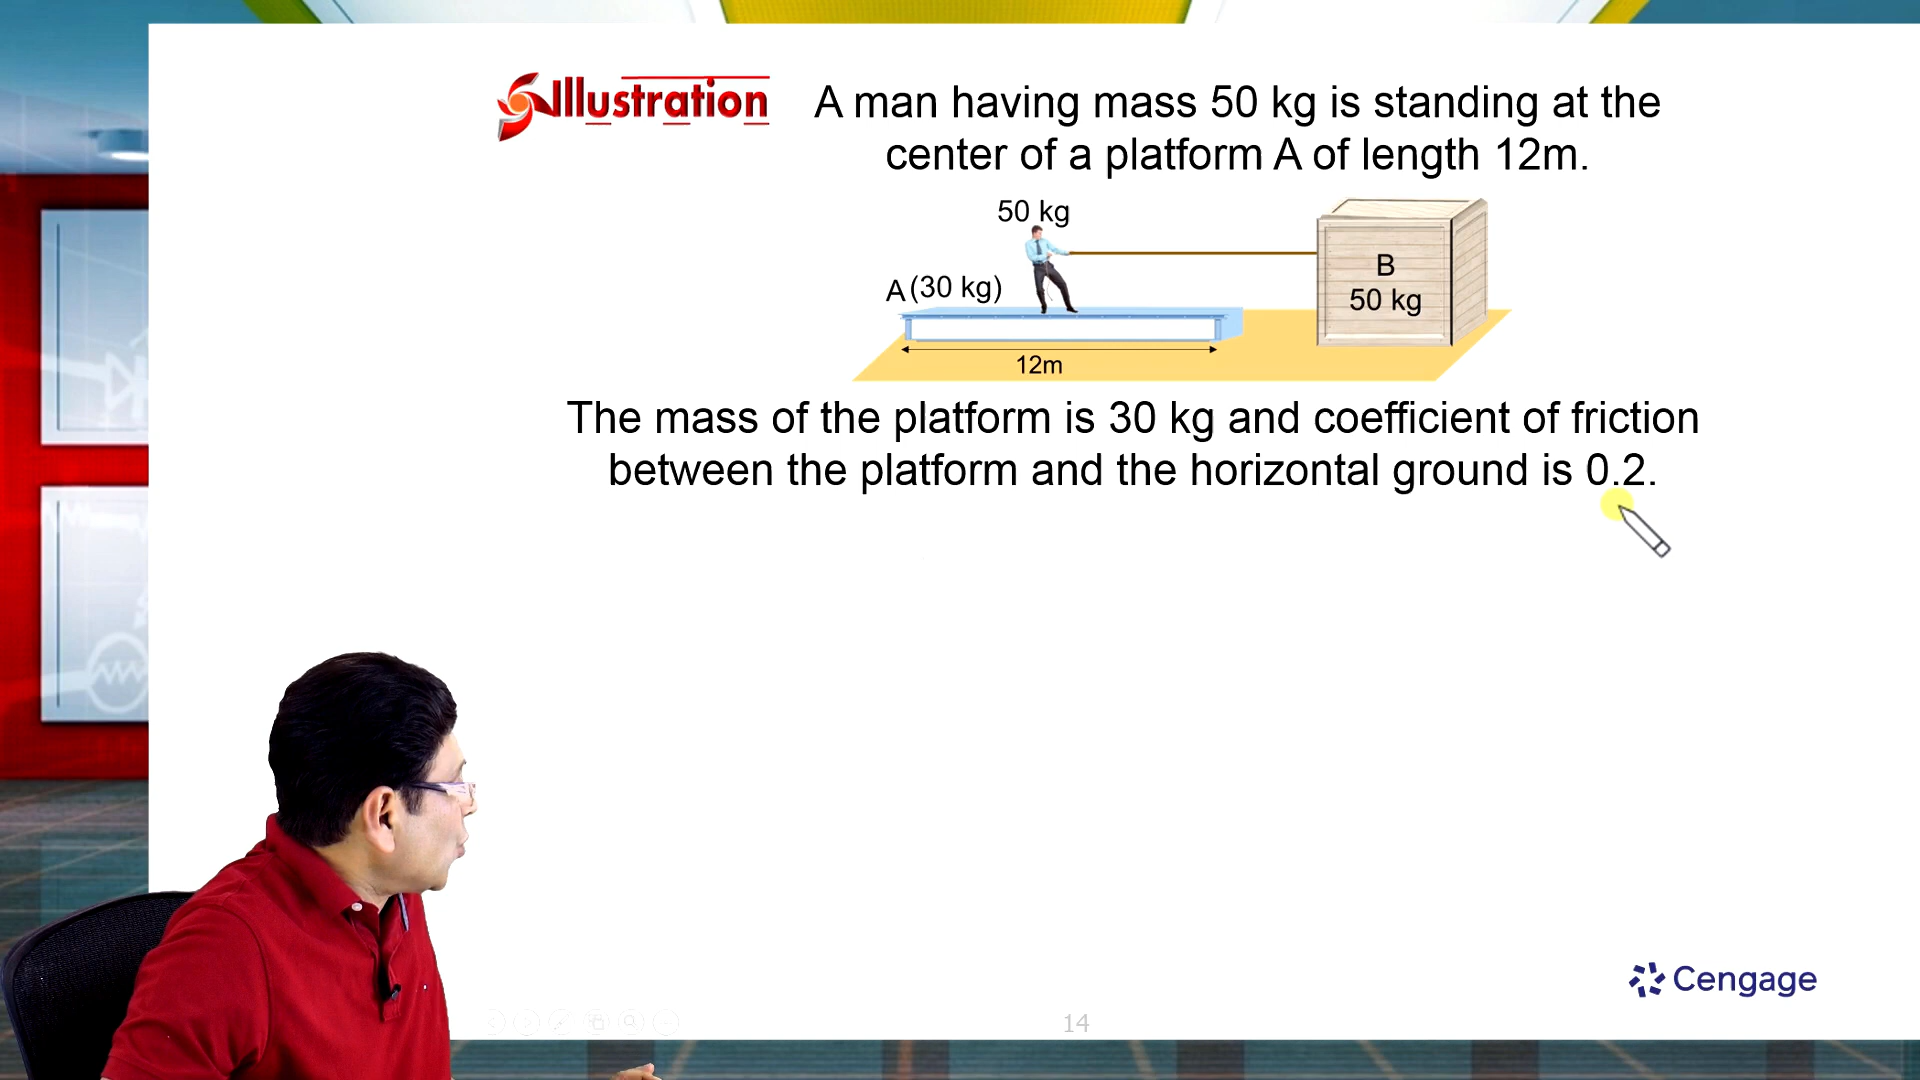 Illustration
A man having mass 50 kg is standing at the
center of a platform A of length 12m.
50 kg
A (30 kg)
B
50 kg
12m
The mass of the platform is 30 kg and coefficient of friction
between the platform and the horizontal ground is 0.2.
Cengage
14